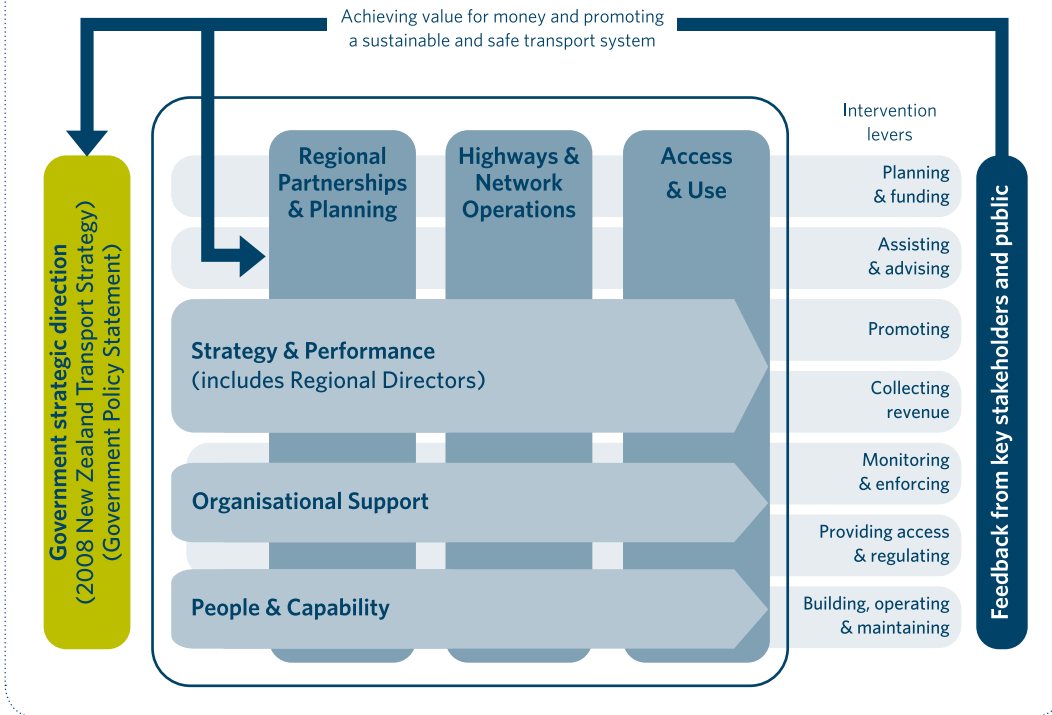 Achieving value for money and promoting
a sustainable and safe transport system
Government strategic direction
(2008 New Zealand Transport Strategy)
(Government Policy Statement)
Regional
Partnerships
& Planning
Highways &
Network
Operations
Access
& Use
Strategy & Performance
(includes Regional Directors)
Organisational Support
People & Capability
Intervention
levers
Planning
& funding
Assisting
& advising
Promoting
Collecting
revenue
Monitoring
& enforcing
Providing access
& regulating
Building, operating
& maintaining
Feedback from key stakeholders and public